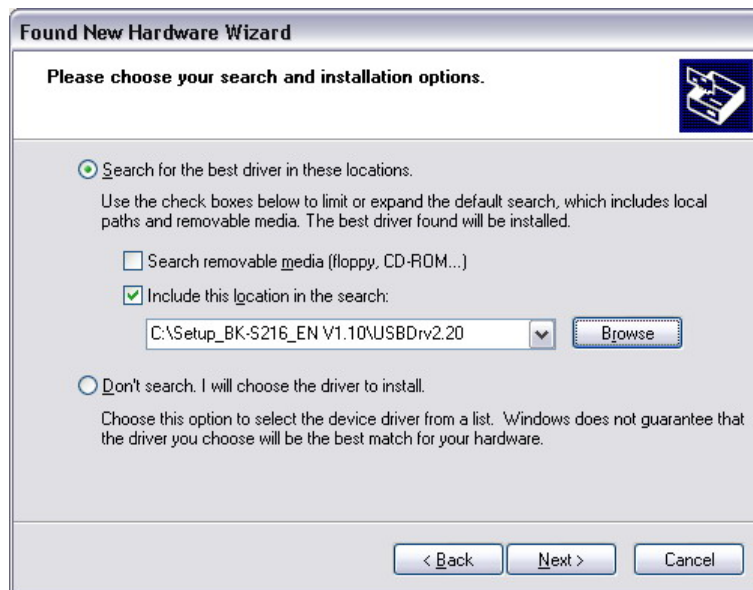 Found New Hardware Wizard
Please choose your search and installation options.
Search for the best driver in these locations.
Use the check boxes below to limit or expand the default search, which includes local
paths and removable media. The best driver found will be installed.
Search removable media (floppy, CD-ROM...)
Include this location in the search:
C:\Setup_BK-S216_EN V1.10\USBDrv2.20
Browse
Don't search. I will choose the driver to install.
Choose this option to select the device driver from a list.  Windows does not guarantee that
the driver you choose will be the best match for your hardware.
< Back
Next >
Cancel